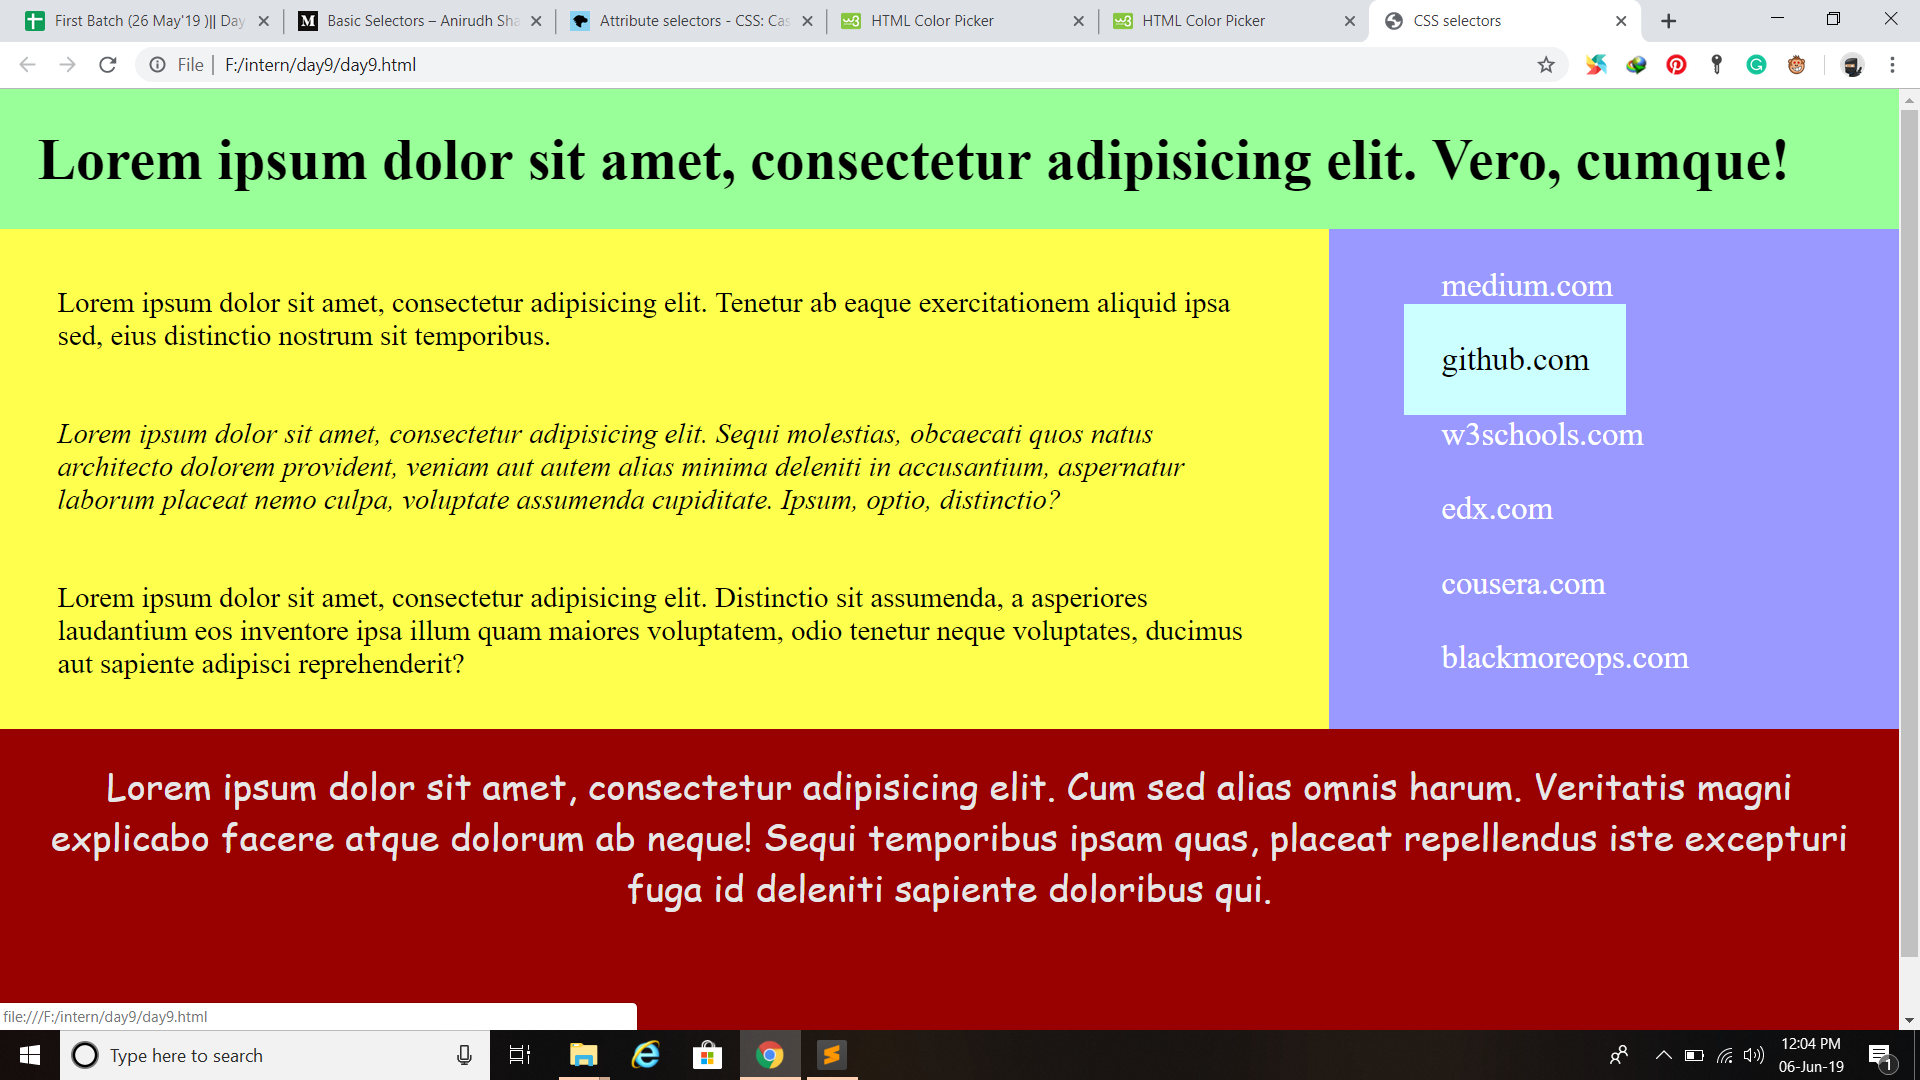 First Batch (26 May'19 )|| Day
Basic Selectors – Anirudh Sha
Attribute selectors - CSS: Cas
HTML Color Picker
HTML Color Picker
CSS selectors
File | F:/intern/day9/day9.html
Lorem ipsum dolor sit amet, consectetur adipisicing elit. Vero, cumque!
Lorem ipsum dolor sit amet, consectetur adipisicing elit. Tenetur ab eaque exercitationem aliquid ipsa
sed, eius distinctio nostrum sit temporibus.
Lorem ipsum dolor sit amet, consectetur adipisicing elit. Sequi molestias, obcaecati quos natus
architecto dolorem provident, veniam aut autem alias minima deleniti in accusantium, aspernatur
laborum placeat nemo culpa, voluptate assumenda cupiditate. Ipsum, optio, distinctio?
Lorem ipsum dolor sit amet, consectetur adipisicing elit. Distinctio sit assumenda, a asperiores
laudantium eos inventore ipsa illum quam maiores voluptatem, odio tenetur neque voluptates, ducimus
aut sapiente adipisci reprehenderit?
medium.com
github.com
w3schools.com
edx.com
cousera.com
blackmoreops.com
Lorem ipsum dolor sit amet, consectetur adipisicing elit. Cum sed alias omnis harum. Veritatis magni
explicabo facere atque dolorum ab neque! Sequi temporibus ipsam quas, placeat repellendus iste excepturi
fuga id deleniti sapiente doloribus qui.
file:///F:/intern/day9/day9.html
Type here to search
12:04 PM
06-Jun-19
1